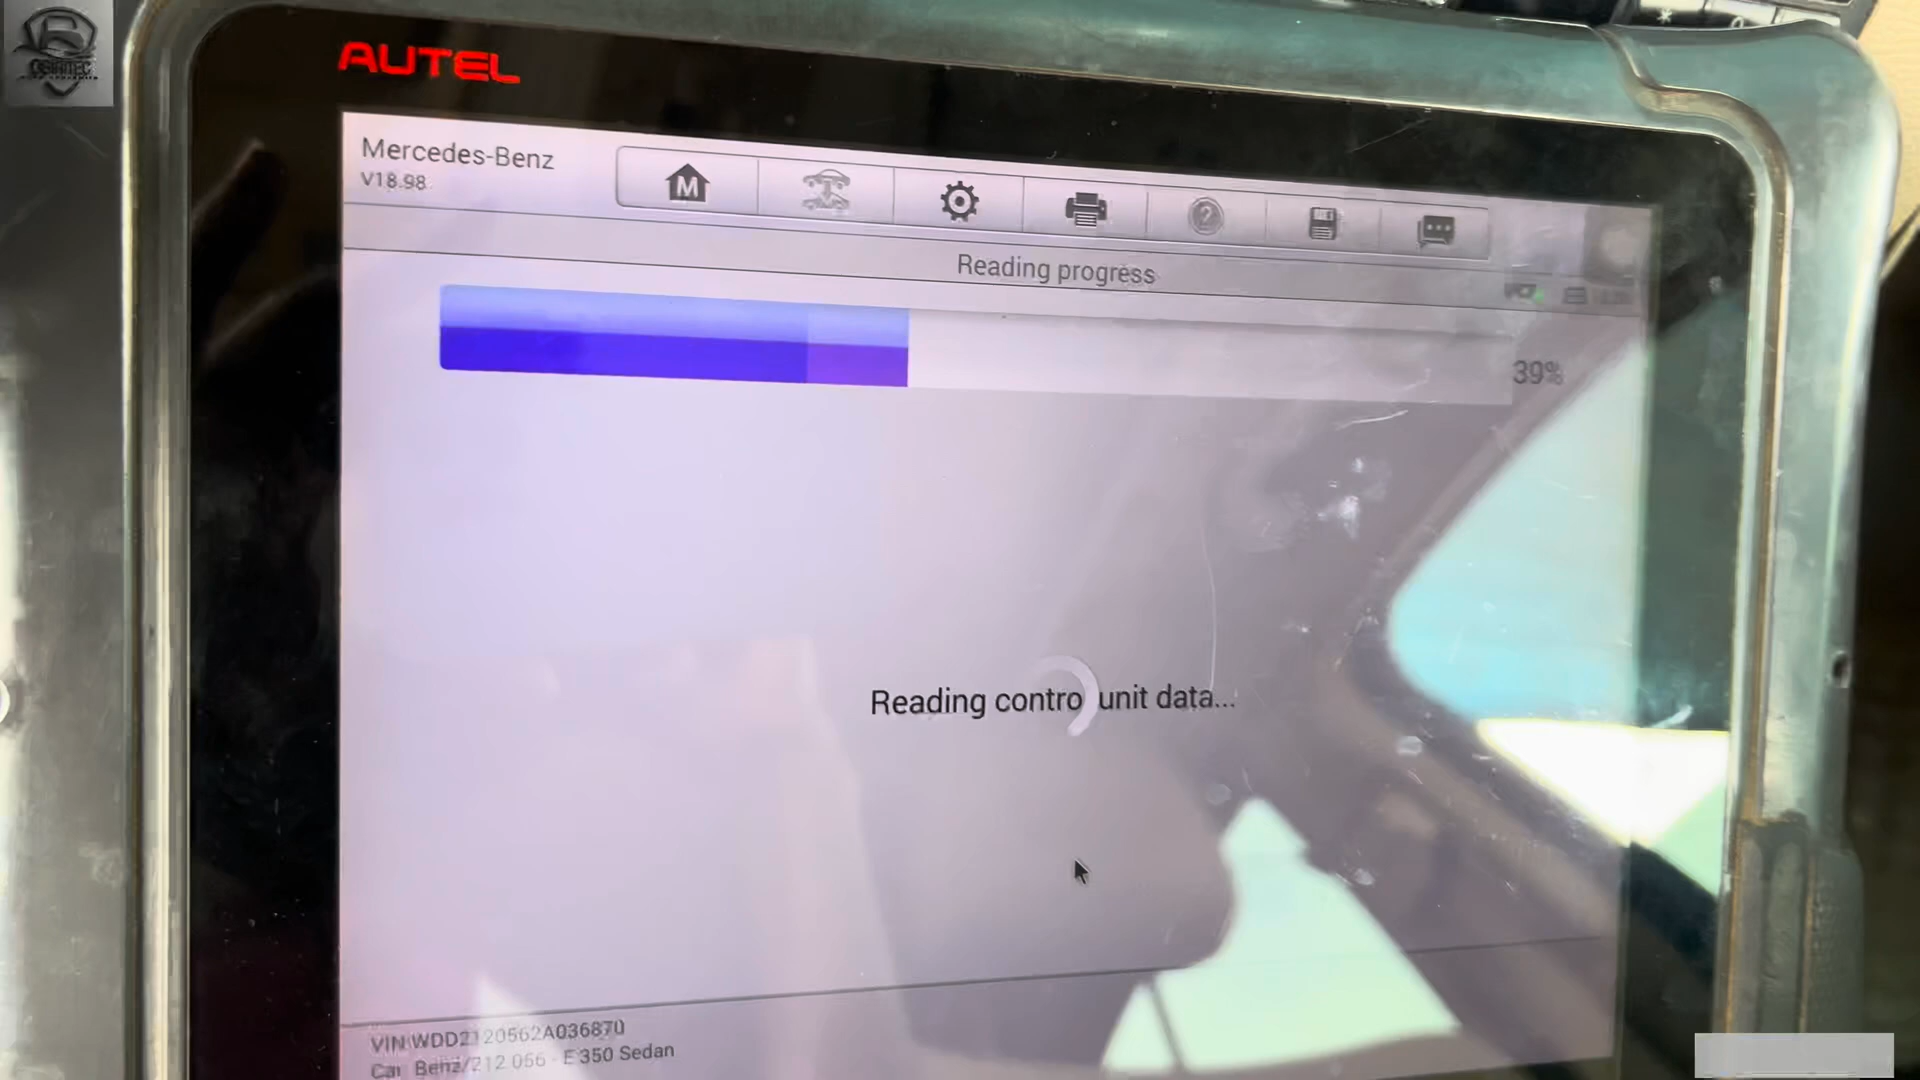 AUTEL
Mercedes-Benz
V18.98
M
Reading progress
39%
Reading contro unit data...
VIN:WDD2120562A036870
Car Benz/212.056 - E 350 Sedan